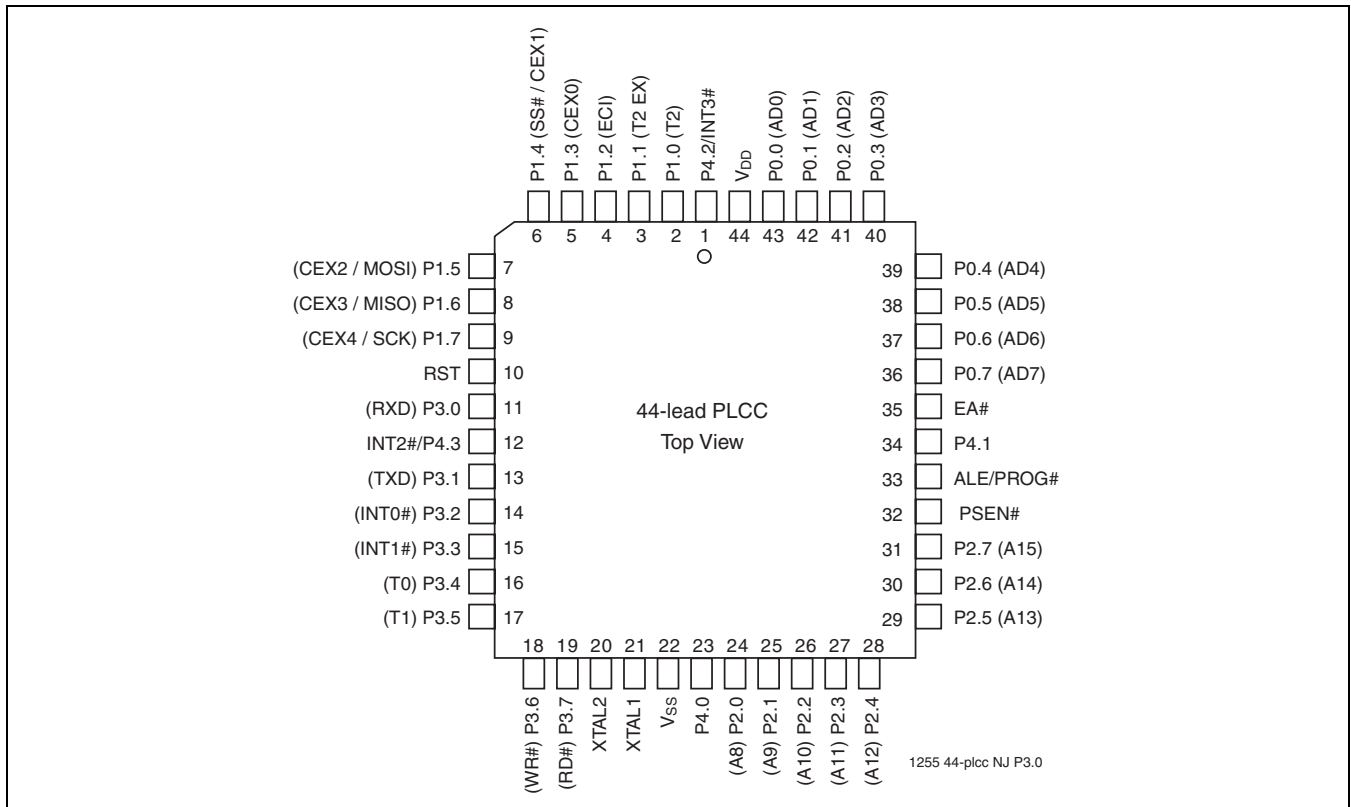 P1.4 (SS# / CEX1)
P1.3 (CEX0)
P1.2 (ECI)
P1.1 (T2 EX)
P1.0 (T2)
P4.2/INT3#
VDD
P0.0 (AD0)
P0.1 (AD1)
P0.2 (AD2)
P0.3 (AD3)
6 5 4 3 2 1 44 43 42 41 40
(CEX2 / MOSI) P1.5 7
(CEX3 / MISO) P1.6 8
(CEX4 / SCK) P1.7 9
RST 10
(RXD) P3.0 11
INT2#/P4.3 12
(TXD) P3.1 13
(INT0#) P3.2 14
(INT1#) P3.3 15
(T0) P3.4 16
(T1) P3.5 17
44-lead PLCC
Top View
39 P0.4 (AD4)
38 P0.5 (AD5)
37 P0.6 (AD6)
36 P0.7 (AD7)
35 EA#
34 P4.1
33 ALE/PROG#
32 PSEN#
31 P2.7 (A15)
30 P2.6 (A14)
29 P2.5 (A13)
18 19 20 21 22 23 24 25 26 27 28
(WR#) P3.6
(RD#) P3.7
XTAL2
XTAL1
VSS
P4.0
(A8) P2.0
(A9) P2.1
(A10) P2.2
(A11) P2.3
(A12) P2.4
1255 44-plcc NJ P3.0